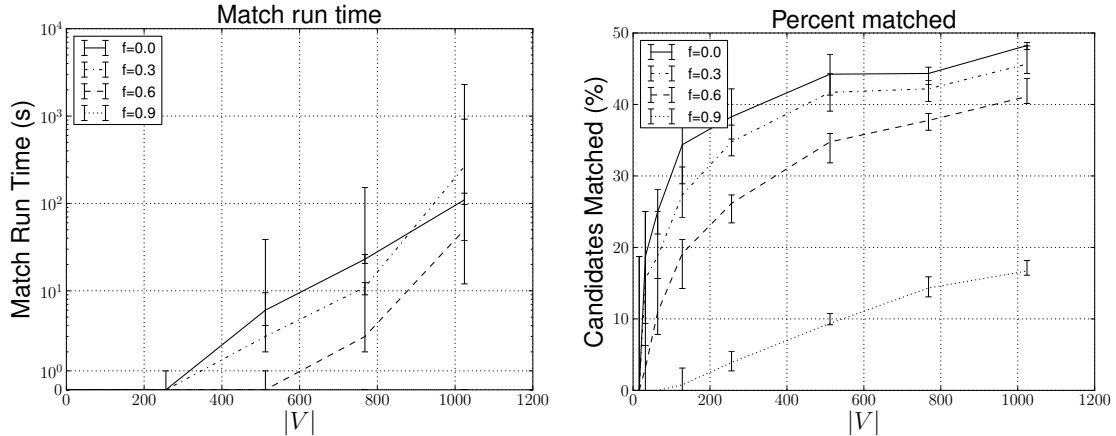 Match run time
10^4
10^3
10^2
10^1
10^0
0
Match Run Time (s)
f=0.0
f=0.3
f=0.6
f=0.9
0 200 400 600 800 1000 1200
|V|
Percent matched
50
40
30
20
10
0
Candidates Matched (%)
f=0.0
f=0.3
f=0.6
f=0.9
0 200 400 600 800 1000 1200
|V|